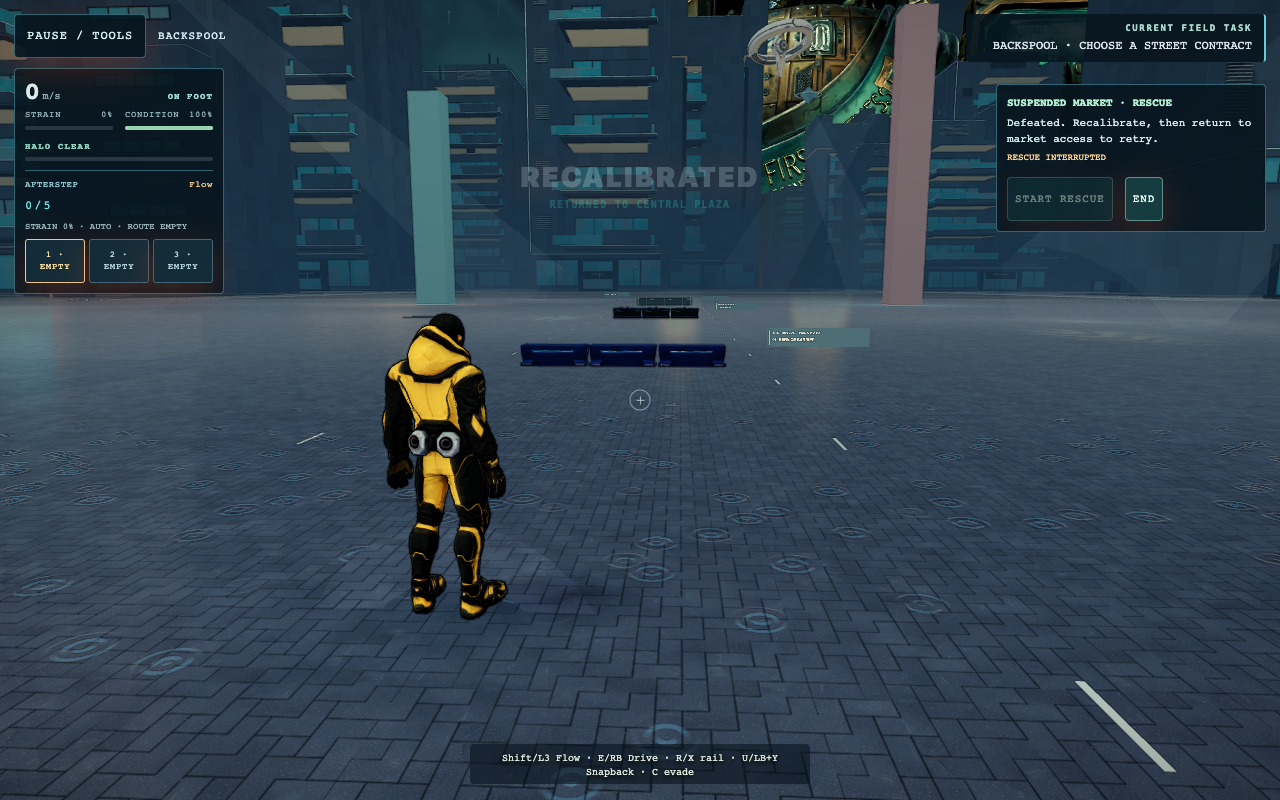 PAUSE / TOOLS
BACKSPOOL
0 m/s
ON FOOT
STRAIN 0%
CONDITION 100%
HALO CLEAR
AFTERSTEP
Flow
0/5
STRAIN 0% · AUTO · ROUTE EMPTY
1 · EMPTY
2 · EMPTY
3 · EMPTY
RECALIBRATED
RETURNED TO CENTRAL PLAZA
FIRS
CURRENT FIELD TASK
BACKSPOOL · CHOOSE A STREET CONTRACT
SUSPENDED MARKET · RESCUE
Defeated. Recalibrate, then return to
market access to retry.
RESCUE INTERRUPTED
START RESCUE
END
Shift/L3 Flow · E/RB Drive · R/X rail · U/LB+Y
Snapback · C evade